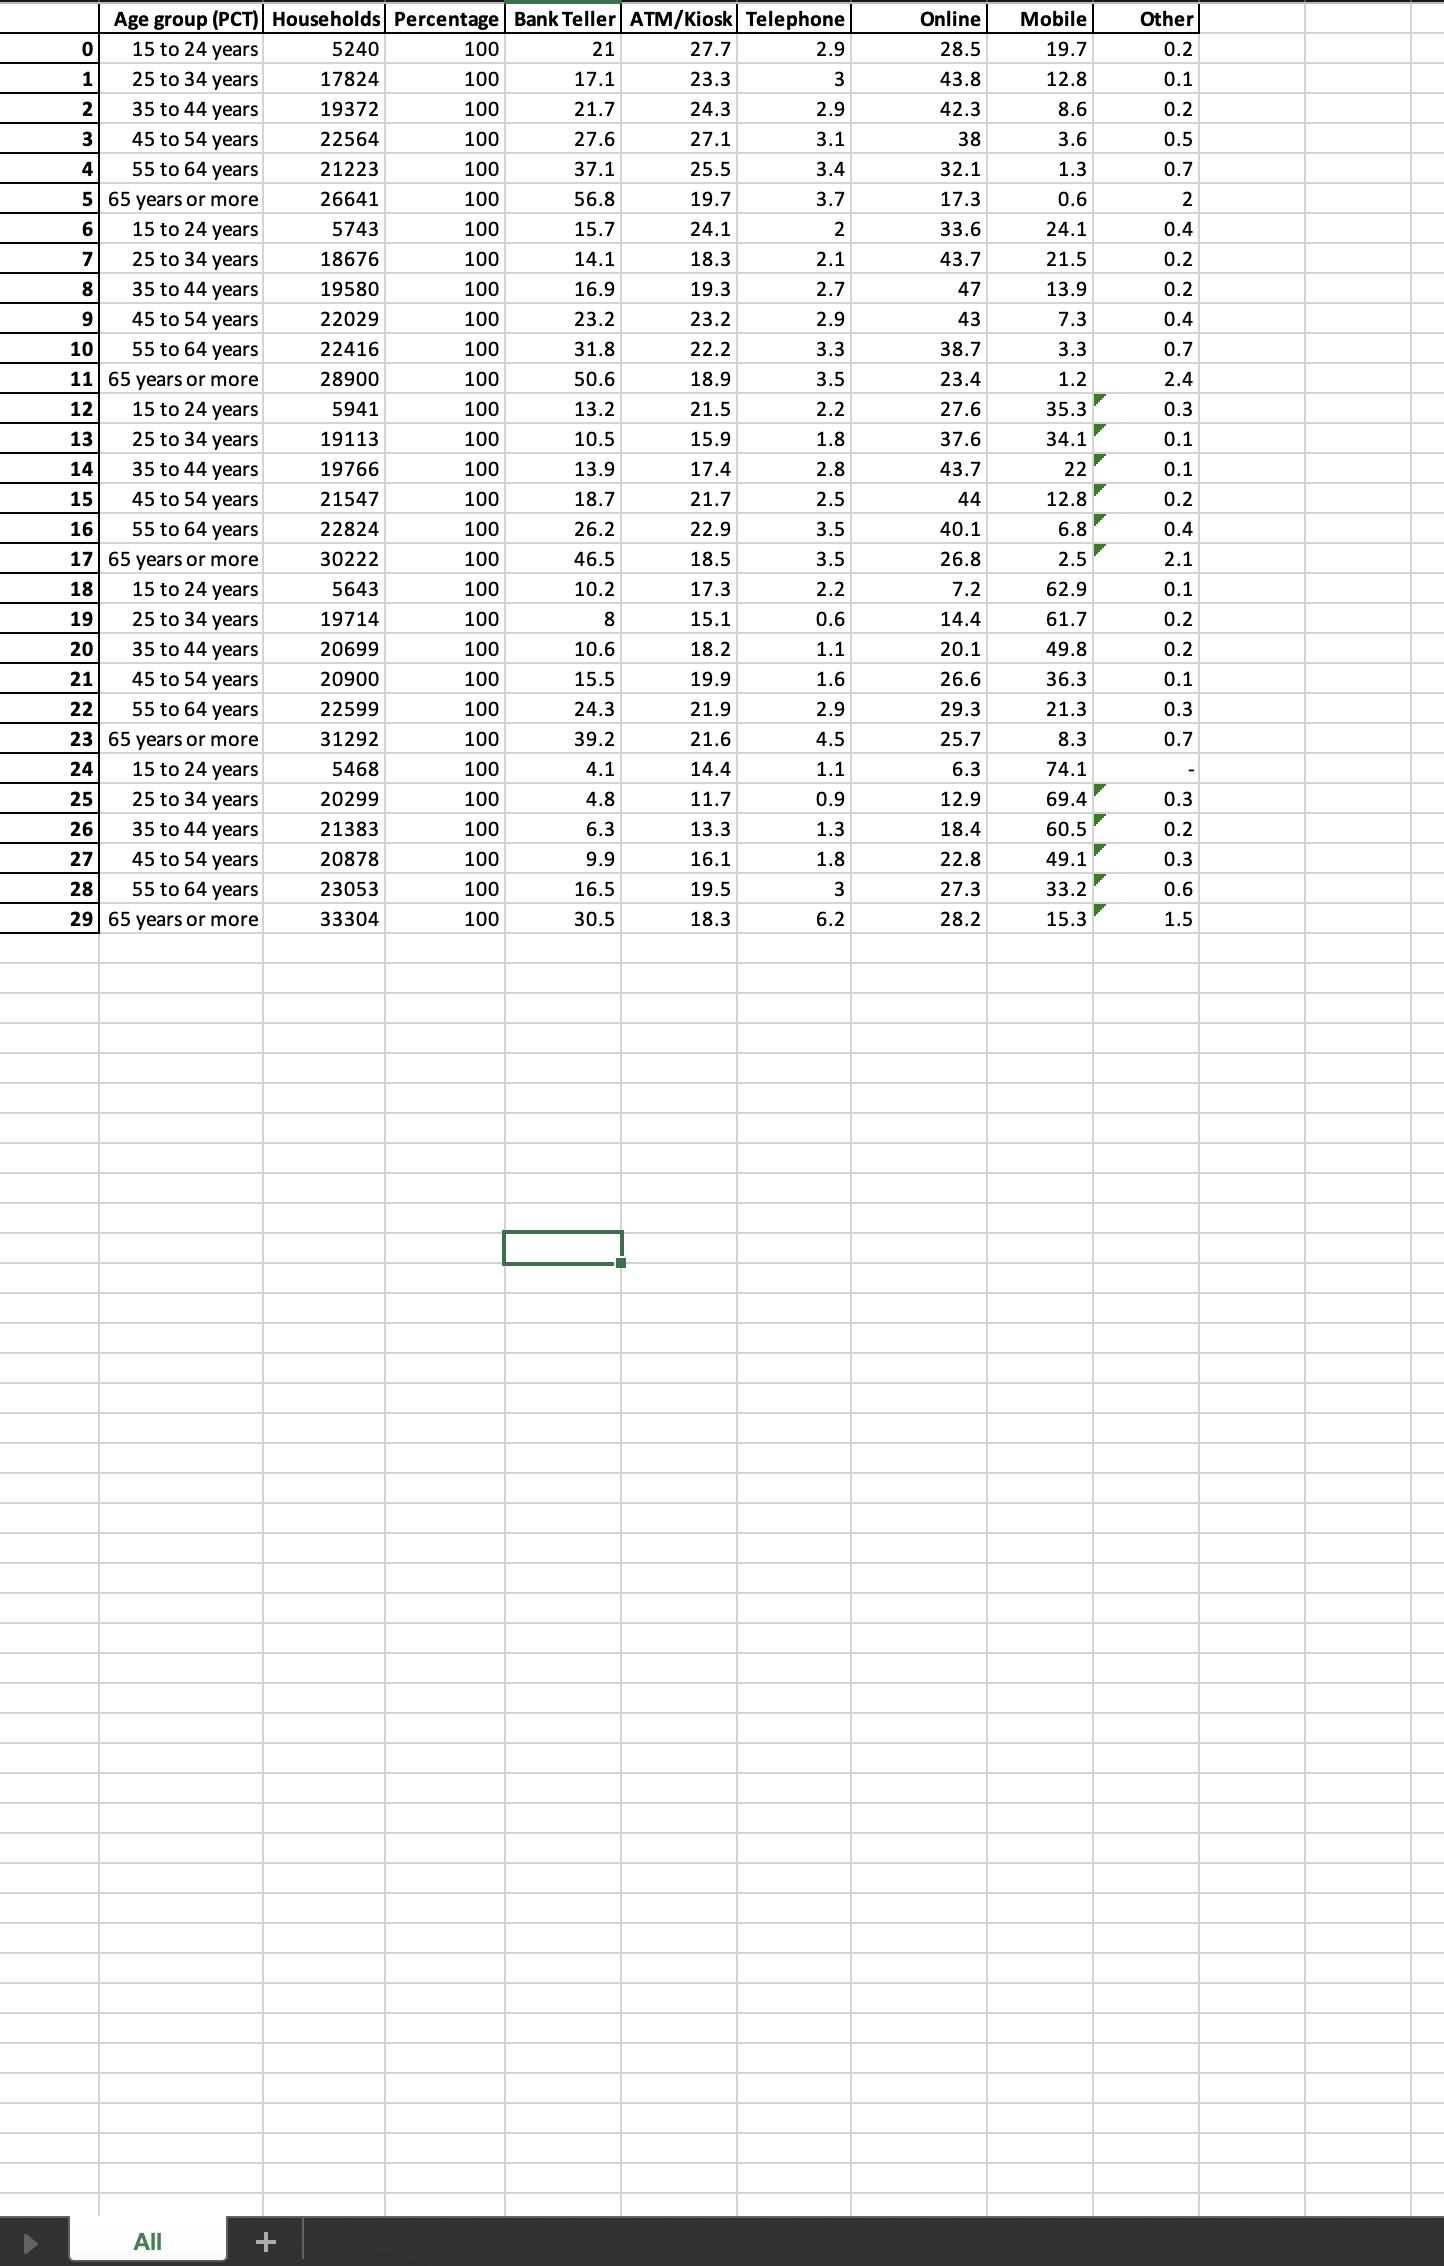 Age group (PCT) Households Percentage Bank Teller ATM/Kiosk Telephone Online Mobile Other
0 15 to 24 years 5240 100 21 27.7 2.9 28.5 19.7 0.2
1 25 to 34 years 17824 100 17.1 23.3 3 43.8 12.8 0.1
2 35 to 44 years 19372 100 21.7 24.3 2.9 42.3 8.6 0.2
3 45 to 54 years 22564 100 27.6 27.1 3.1 38 3.6 0.5
4 55 to 64 years 21223 100 37.1 25.5 3.4 32.1 1.3 0.7
5 65 years or more 26641 100 56.8 19.7 3.7 17.3 0.6 2
6 15 to 24 years 5743 100 15.7 24.1 2 33.6 24.1 0.4
7 25 to 34 years 18676 100 14.1 18.3 2.1 43.7 21.5 0.2
8 35 to 44 years 19580 100 16.9 19.3 2.7 47 13.9 0.2
9 45 to 54 years 22029 100 23.2 23.2 2.9 43 7.3 0.4
10 55 to 64 years 22416 100 31.8 22.2 3.3 38.7 3.3 0.7
11 65 years or more 28900 100 50.6 18.9 3.5 23.4 1.2 2.4
12 15 to 24 years 5941 100 13.2 21.5 2.2 27.6 35.3 0.3
13 25 to 34 years 19113 100 10.5 15.9 1.8 37.6 34.1 0.1
14 35 to 44 years 19766 100 13.9 17.4 2.8 43.7 22 0.1
15 45 to 54 years 21547 100 18.7 21.7 2.5 44 12.8 0.2
16 55 to 64 years 22824 100 26.2 22.9 3.5 40.1 6.8 0.4
17 65 years or more 30222 100 46.5 18.5 3.5 26.8 2.5 2.1
18 15 to 24 years 5643 100 10.2 17.3 2.2 7.2 62.9 0.1
19 25 to 34 years 19714 100 8 15.1 0.6 14.4 61.7 0.2
20 35 to 44 years 20699 100 10.6 18.2 1.1 20.1 49.8 0.2
21 45 to 54 years 20900 100 15.5 19.9 1.6 26.6 36.3 0.1
22 55 to 64 years 22599 100 24.3 21.9 2.9 29.3 21.3 0.3
23 65 years or more 31292 100 39.2 21.6 4.5 25.7 8.3 0.7
24 15 to 24 years 5468 100 4.1 14.4 1.1 6.3 74.1 -
25 25 to 34 years 20299 100 4.8 11.7 0.9 12.9 69.4 0.3
26 35 to 44 years 21383 100 6.3 13.3 1.3 18.4 60.5 0.2
27 45 to 54 years 20878 100 9.9 16.1 1.8 22.8 49.1 0.3
28 55 to 64 years 23053 100 16.5 19.5 3 27.3 33.2 0.6
29 65 years or more 33304 100 30.5 18.3 6.2 28.2 15.3 1.5
All +